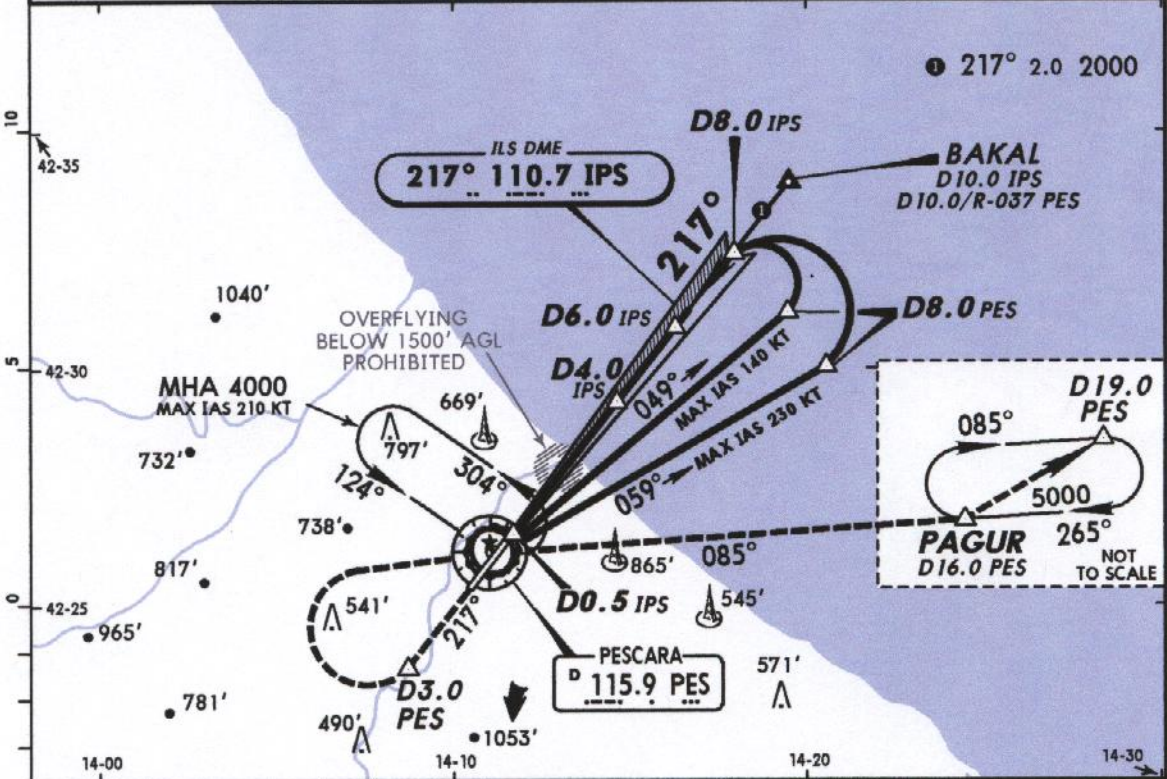 ❶ 217° 2.0 2000
10
42-35
D8.0 IPS
ILS DME
217° 110.7 IPS
BAKAL
D10.0 IPS
D10.0/R-037 PES
217°
1040'
OVERFLYING
BELOW 1500' AGL
PROHIBITED
D6.0 IPS
D8.0 PES
5
42-30
MHA 4000
MAX IAS 210 KT
669'
D4.0
IPS
049°
MAX IAS 140 KT
D19.0
PES
085°
797'
732'
124°
304°
059°
MAX IAS 230 KT
5000
265°
PAGUR
D16.0 PES
NOT
TO SCALE
738'
817'
865'
085°
0
42-25
541'
D0.5 IPS
545'
965'
217°
PESCARA
D 115.9 PES
571'
D3.0
PES
781'
490'
1053'
14-00
14-10
14-20
14-30